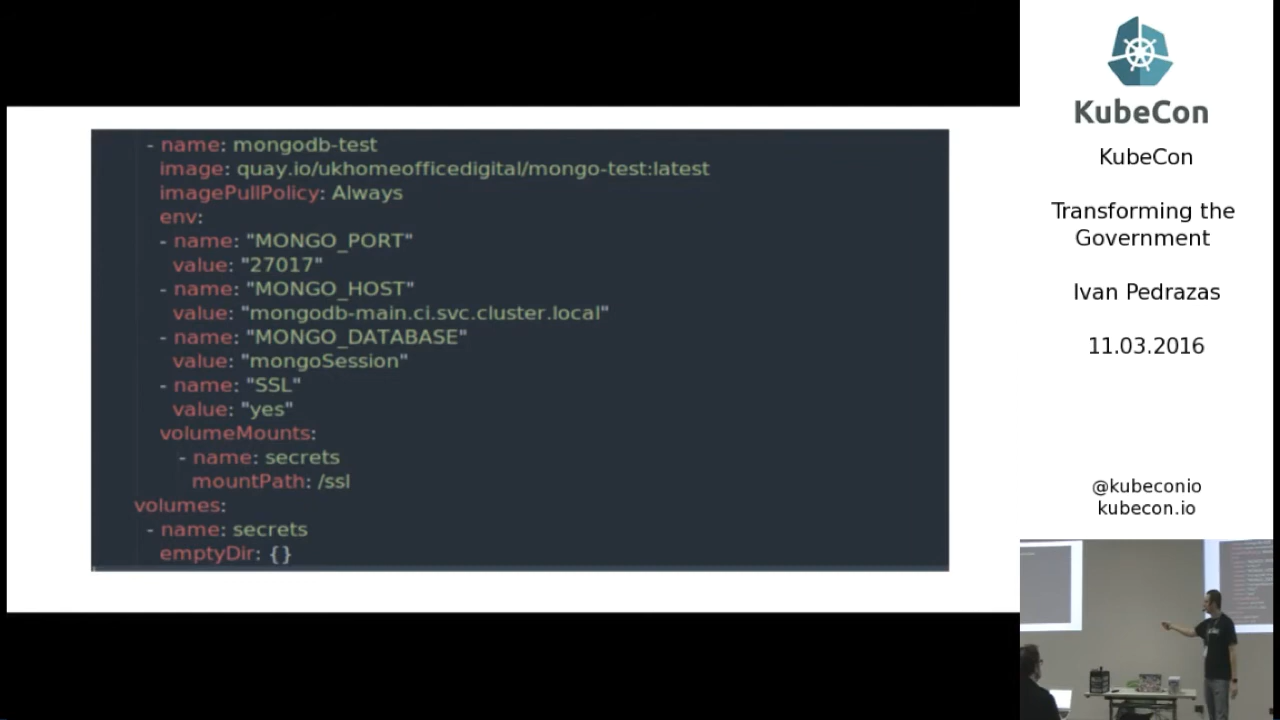 - name: mongodb-test
image: quay.io/ukhomeofficedigital/mongo-test:latest
imagePullPolicy: Always
env:
- name: "MONGO_PORT"
value: "27017"
- name: "MONGO_HOST"
value: "mongodb-main.ci.svc.cluster.local"
- name: "MONGO_DATABASE"
value: "mongoSession"
- name: "SSL"
value: "yes"
volumeMounts:
- name: secrets
mountPath: /ssl
volumes:
- name: secrets
emptyDir: {}
KubeCon
KubeCon
Transforming the
Government
Ivan Pedrazas
11.03.2016
@kubeconio
kubecon.io